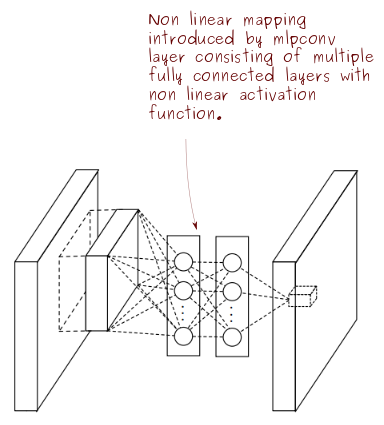 Non linear mapping
introduced by mlpconv
layer consisting of multiple
fully connected layers with
non linear activation
function.